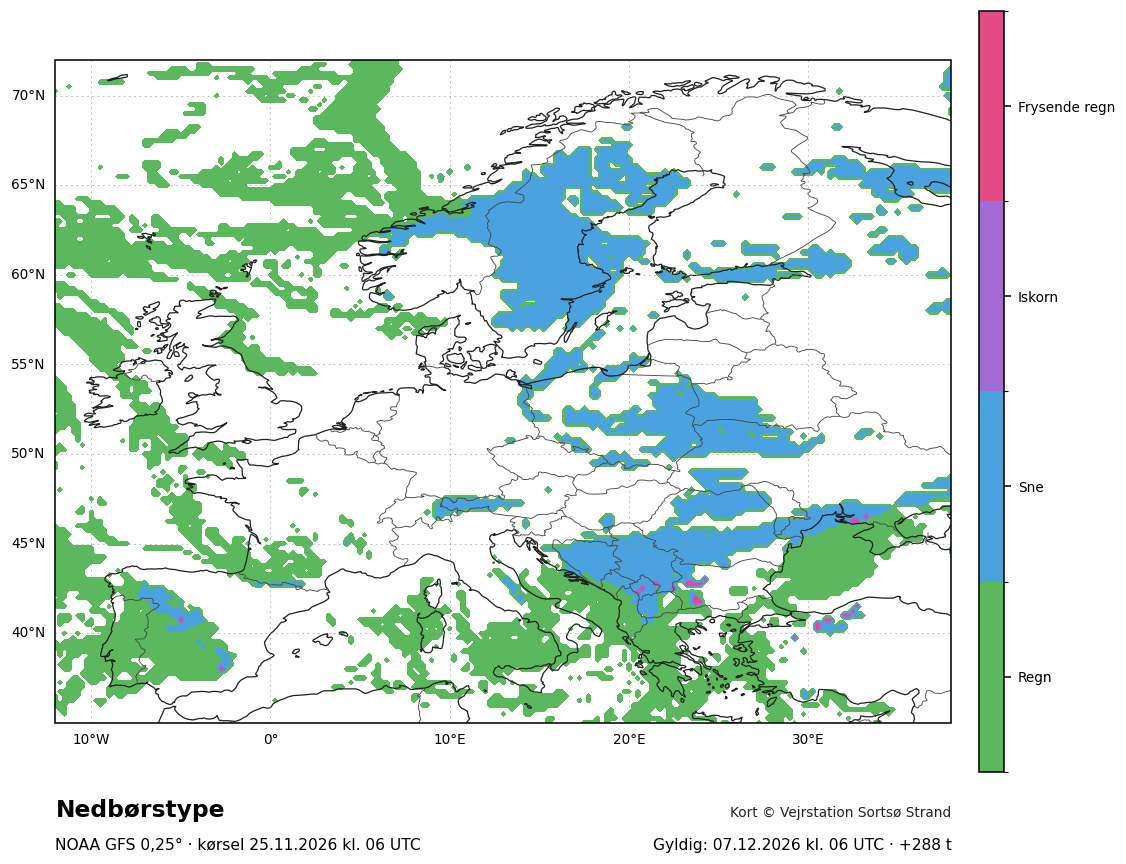 70°N
65°N
60°N
55°N
50°N
45°N
40°N
10°W
0°
10°E
20°E
30°E
Frysende regn
Iskorn
Sne
Regn
Nedbørstype
Kort © Vejrstation Sortsø Strand
NOAA GFS 0,25° · kørsel 25.11.2026 kl. 06 UTC
Gyldig: 07.12.2026 kl. 06 UTC · +288 t